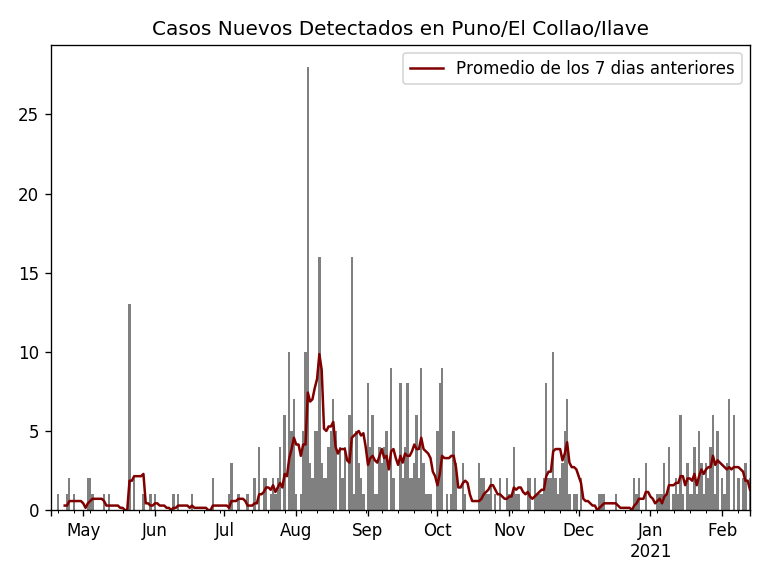 Casos Nuevos Detectados en Puno/El Collao/Ilave
Promedio de los 7 dias anteriores
25
20
15
10
5
0
May Jun Jul Aug Sep Oct Nov Dec Jan Feb
2021